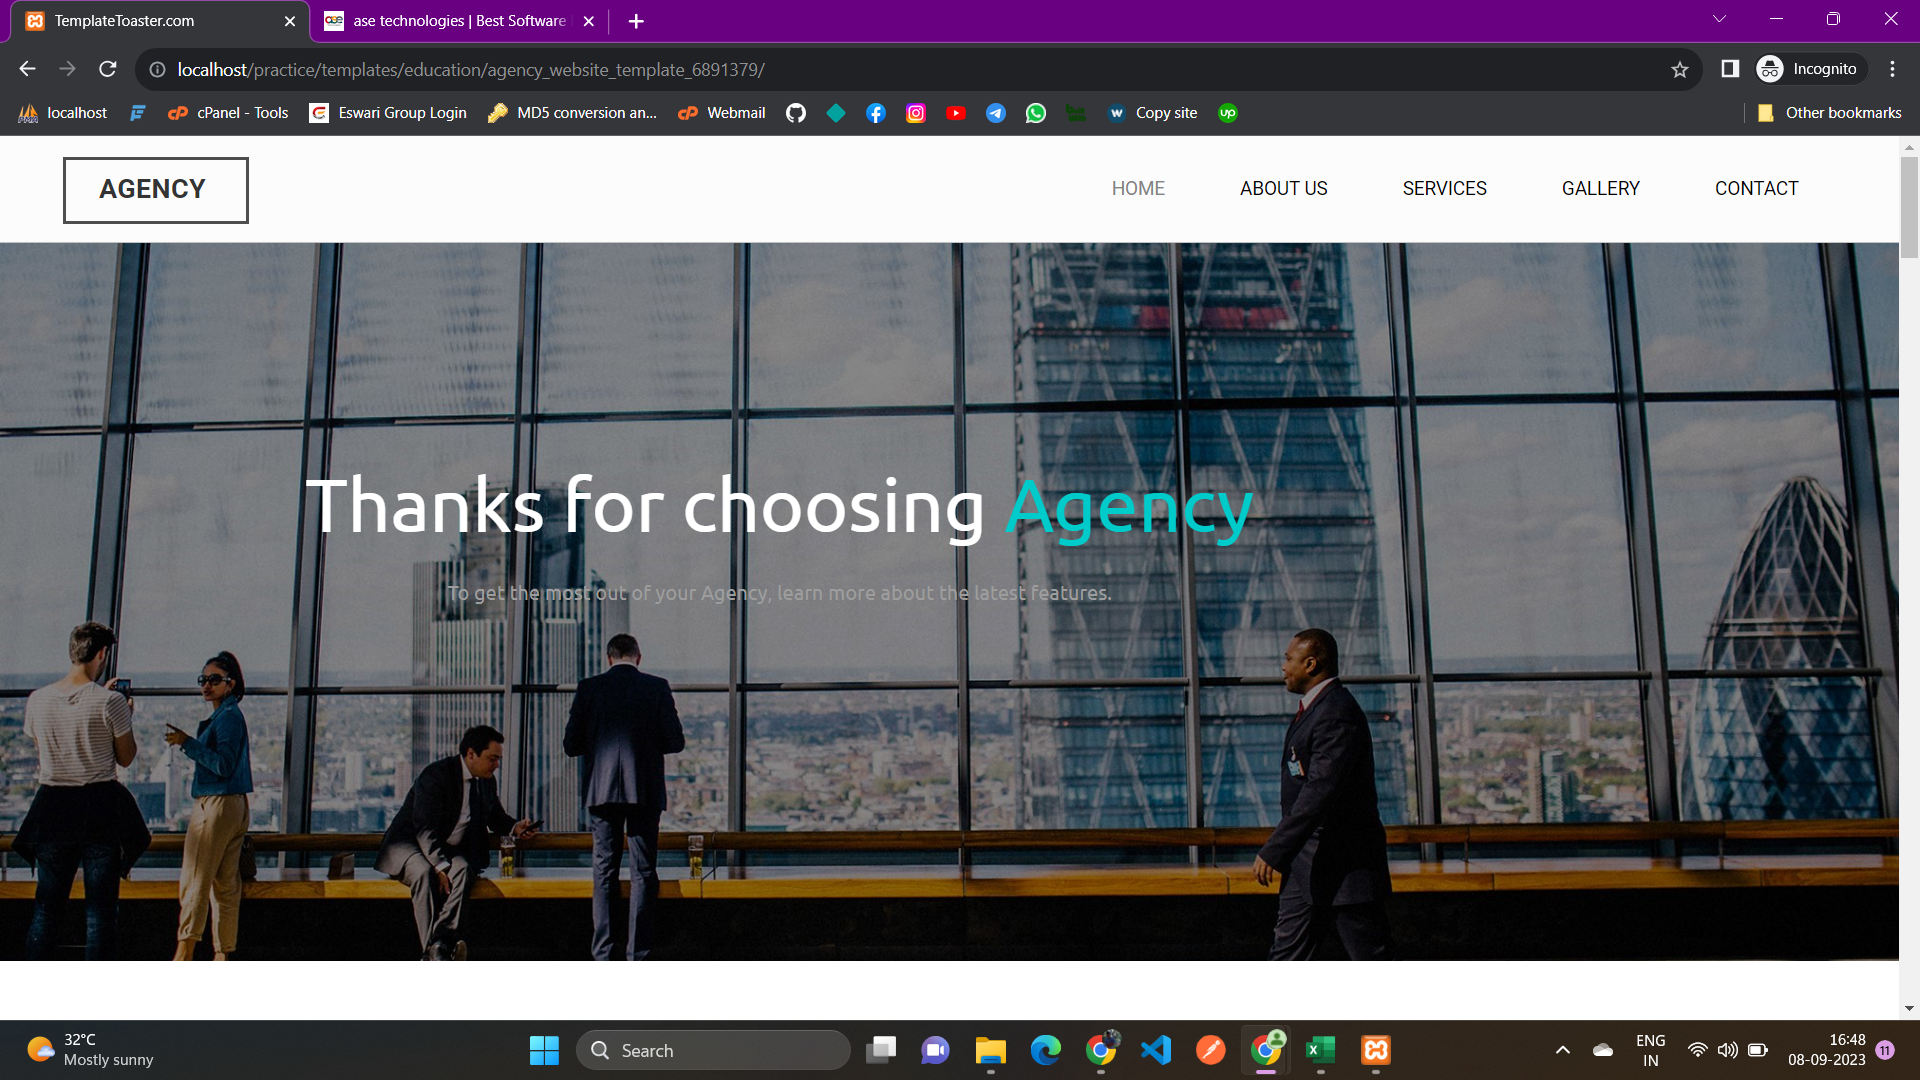 TemplateToaster.com
ase technologies | Best Software
localhost/practice/templates/education/agency_website_template_6891379/
Incognito
localhost
cPanel - Tools
Eswari Group Login
MD5 conversion an...
Webmail
Copy site
Other bookmarks
AGENCY
HOME
ABOUT US
SERVICES
GALLERY
CONTACT
Thanks for choosing Agency
To get the most out of your Agency, learn more about the latest features.
32°C
Mostly sunny
Search
ENG
IN
16:48
08-09-2023
11